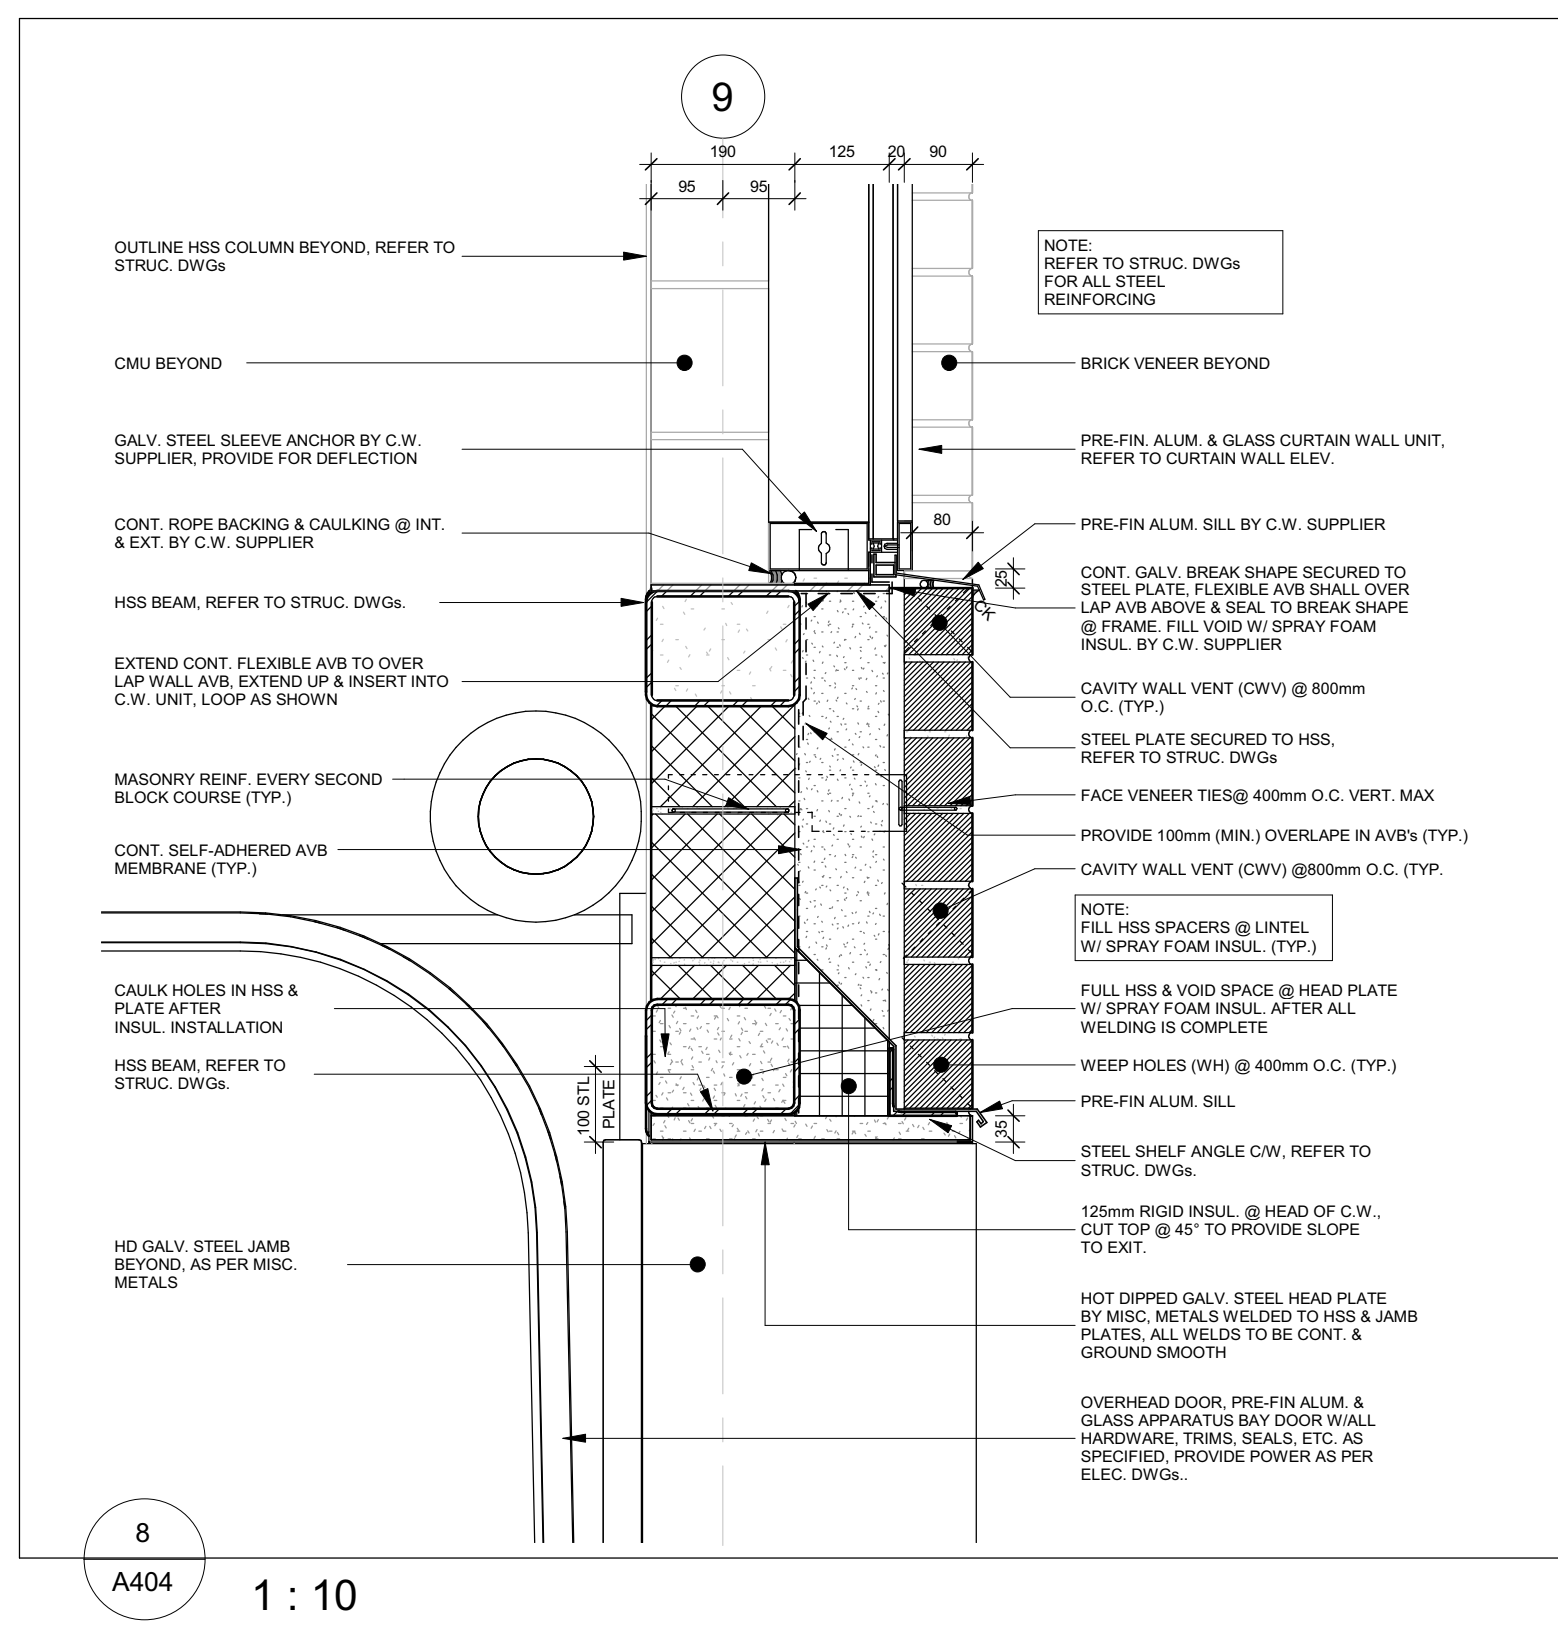 9
190
125
20
90
95
95
OUTLINE HSS COLUMN BEYOND, REFER TO
STRUC. DWGs
CMU BEYOND
GALV. STEEL SLEEVE ANCHOR BY C.W.
SUPPLIER, PROVIDE FOR DEFLECTION
CONT. ROPE BACKING & CAULKING @ INT.
& EXT. BY C.W. SUPPLIER
HSS BEAM, REFER TO STRUC. DWGs.
EXTEND CONT. FLEXIBLE AVB TO OVER
LAP WALL AVB, EXTEND UP & INSERT INTO
C.W. UNIT, LOOP AS SHOWN
MASONRY REINF. EVERY SECOND
BLOCK COURSE (TYP.)
CONT. SELF-ADHERED AVB
MEMBRANE (TYP.)
CAULK HOLES IN HSS &
PLATE AFTER
INSUL. INSTALLATION
HSS BEAM, REFER TO
STRUC. DWGs.
100 STL
PLATE
HD GALV. STEEL JAMB
BEYOND, AS PER MISC.
METALS
NOTE:
REFER TO STRUC. DWGs
FOR ALL STEEL
REINFORCING
BRICK VENEER BEYOND
PRE-FIN. ALUM. & GLASS CURTAIN WALL UNIT,
REFER TO CURTAIN WALL ELEV.
80
PRE-FIN ALUM. SILL BY C.W. SUPPLIER
25
CK
CONT. GALV. BREAK SHAPE SECURED TO
STEEL PLATE, FLEXIBLE AVB SHALL OVER
LAP AVB ABOVE & SEAL TO BREAK SHAPE
@ FRAME. FILL VOID W/ SPRAY FOAM
INSUL. BY C.W. SUPPLIER
CAVITY WALL VENT (CWV) @ 800mm
O.C. (TYP.)
STEEL PLATE SECURED TO HSS,
REFER TO STRUC. DWGs
FACE VENEER TIES@ 400mm O.C. VERT. MAX
PROVIDE 100mm (MIN.) OVERLAPE IN AVB's (TYP.)
CAVITY WALL VENT (CWV) @800mm O.C. (TYP.
NOTE:
FILL HSS SPACERS @ LINTEL
W/ SPRAY FOAM INSUL. (TYP.)
FULL HSS & VOID SPACE @ HEAD PLATE
W/ SPRAY FOAM INSUL. AFTER ALL
WELDING IS COMPLETE
WEEP HOLES (WH) @ 400mm O.C. (TYP.)
PRE-FIN ALUM. SILL
35
STEEL SHELF ANGLE C/W, REFER TO
STRUC. DWGs.
125mm RIGID INSUL. @ HEAD OF C.W.,
CUT TOP @ 45° TO PROVIDE SLOPE
TO EXIT.
HOT DIPPED GALV. STEEL HEAD PLATE
BY MISC, METALS WELDED TO HSS & JAMB
PLATES, ALL WELDS TO BE CONT. &
GROUND SMOOTH
OVERHEAD DOOR, PRE-FIN ALUM. &
GLASS APPARATUS BAY DOOR W/ALL
HARDWARE, TRIMS, SEALS, ETC. AS
SPECIFIED, PROVIDE POWER AS PER
ELEC. DWGs..
8
A404
1 : 10